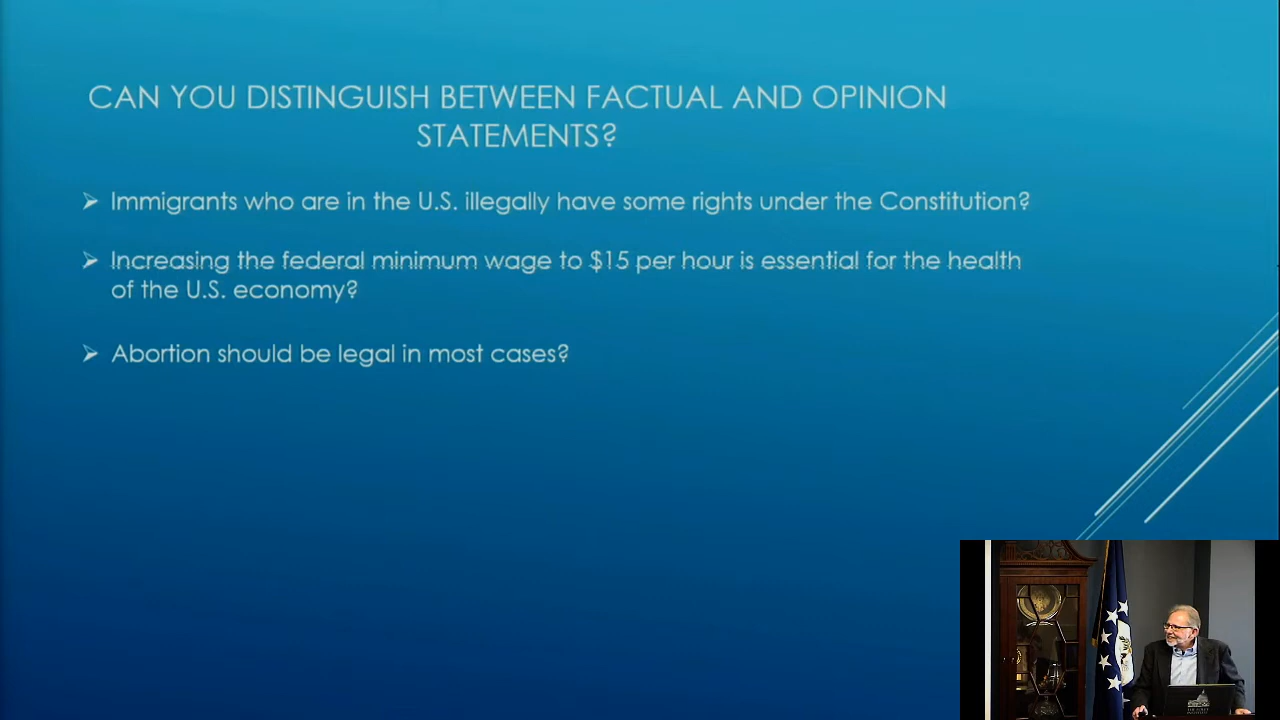 CAN YOU DISTINGUISH BETWEEN FACTUAL AND OPINION
STATEMENTS?
Immigrants who are in the U.S. illegally have some rights under the Constitution?
Increasing the federal minimum wage to $15 per hour is essential for the health
of the U.S. economy?
Abortion should be legal in most cases?